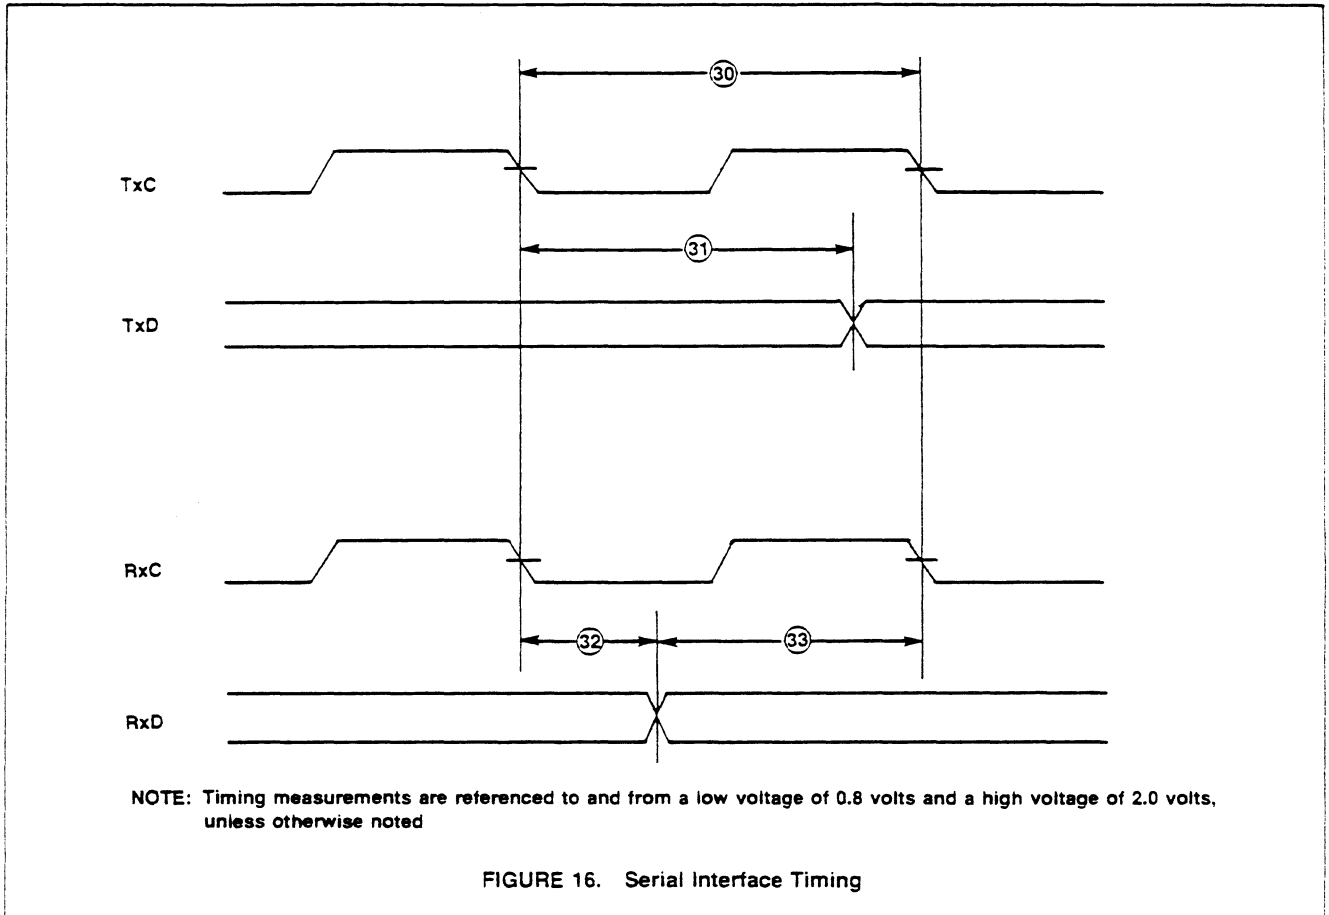 30
TxC
31
TxD
RxC
32 33
RxD
NOTE: Timing measurements are referenced to and from a low voltage of 0.8 volts and a high voltage of 2.0 volts,
unless otherwise noted
FIGURE 16. Serial Interface Timing